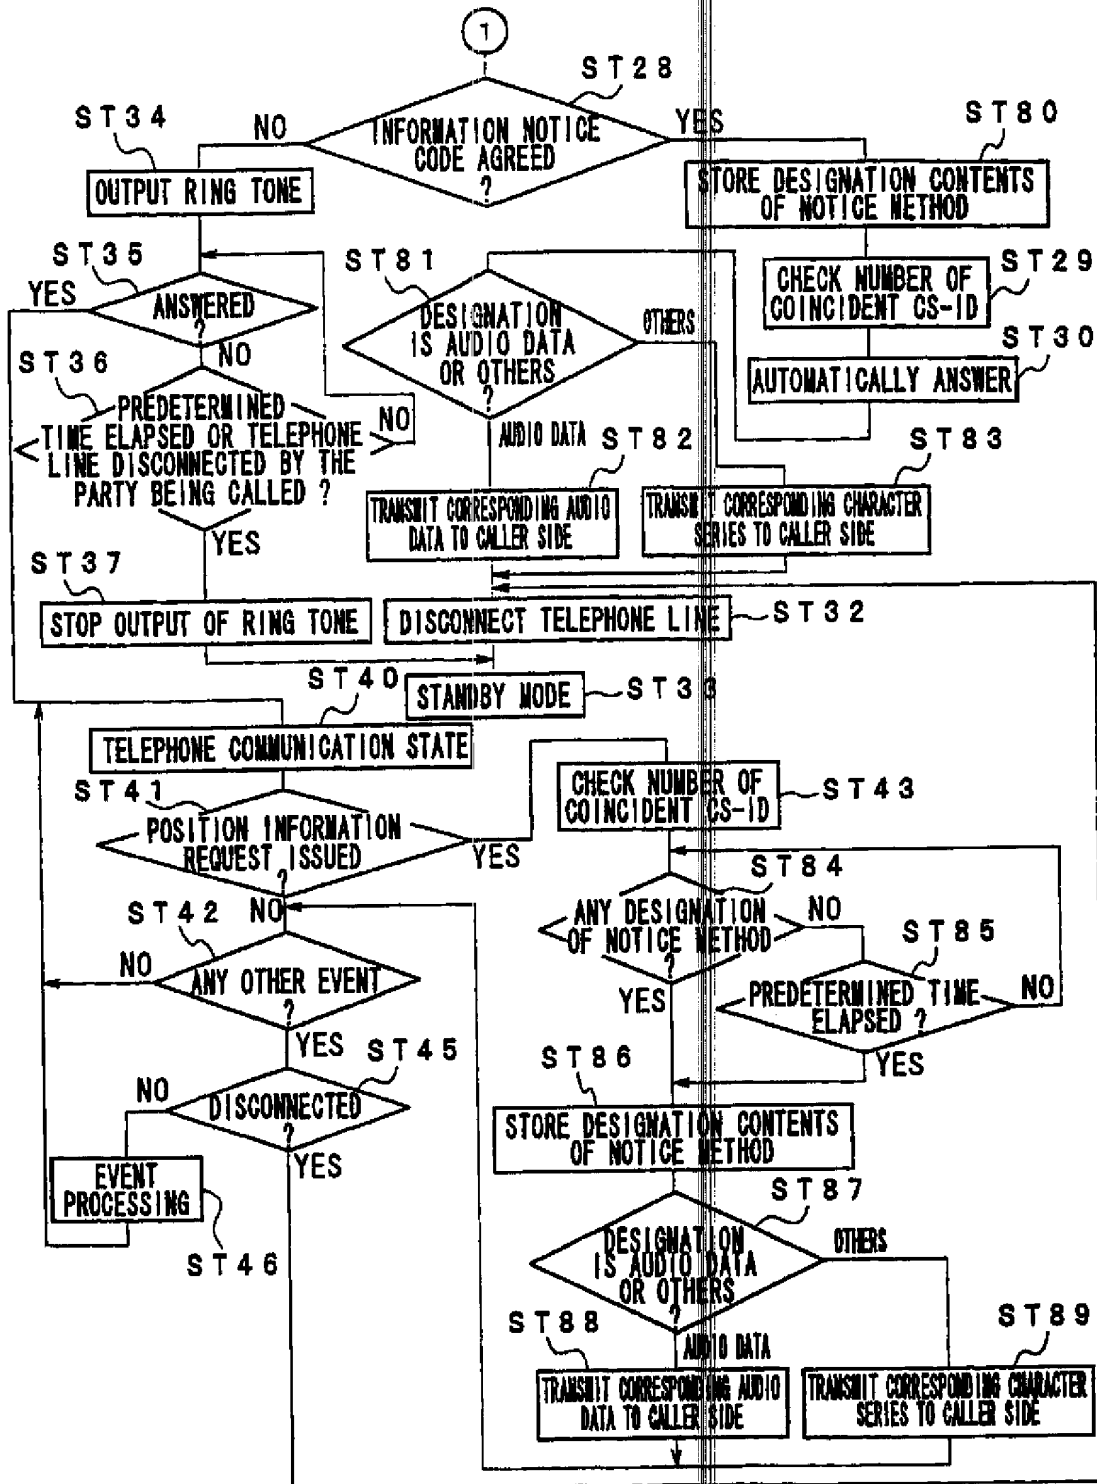 1
ST28
INFORMATION NOTICE
CODE AGREED
?
NO
YES
ST34
OUTPUT RING TONE
ST80
STORE DESIGNATION CONTENTS
OF NOTICE METHOD
ST35
YES
ANSWERED
?
NO
ST81
DESIGNATION
IS AUDIO DATA
OR OTHERS
?
OTHERS
AUDIO DATA
CHECK NUMBER OF
COINCIDENT CS-ID
ST29
ST30
AUTOMATICALLY ANSWER
ST36
PREDETERMINED
TIME ELAPSED OR TELEPHONE
LINE DISCONNECTED BY THE
PARTY BEING CALLED ?
NO
YES
ST82
TRANSMIT CORRESPONDING AUDIO
DATA TO CALLER SIDE
ST83
TRANSMIT CORRESPONDING CHARACTER
SERIES TO CALLER SIDE
ST37
STOP OUTPUT OF RING TONE
DISCONNECT TELEPHONE LINE
ST32
STANDBY MODE
ST33
ST40
TELEPHONE COMMUNICATION STATE
ST41
POSITION INFORMATION
REQUEST ISSUED
?
YES
NO
CHECK NUMBER OF
COINCIDENT CS-ID
ST43
ST84
ANY DESIGNATION
OF NOTICE METHOD
?
NO
YES
ST42
NO
ANY OTHER EVENT
?
YES
ST85
PREDETERMINED TIME
ELAPSED ?
NO
YES
ST45
NO
DISCONNECTED
?
YES
ST86
STORE DESIGNATION CONTENTS
OF NOTICE METHOD
EVENT
PROCESSING
ST46
ST87
DESIGNATION
IS AUDIO DATA
OR OTHERS
?
OTHERS
AUDIO DATA
ST88
TRANSMIT CORRESPONDING AUDIO
DATA TO CALLER SIDE
ST89
TRANSMIT CORRESPONDING CHARACTER
SERIES TO CALLER SIDE